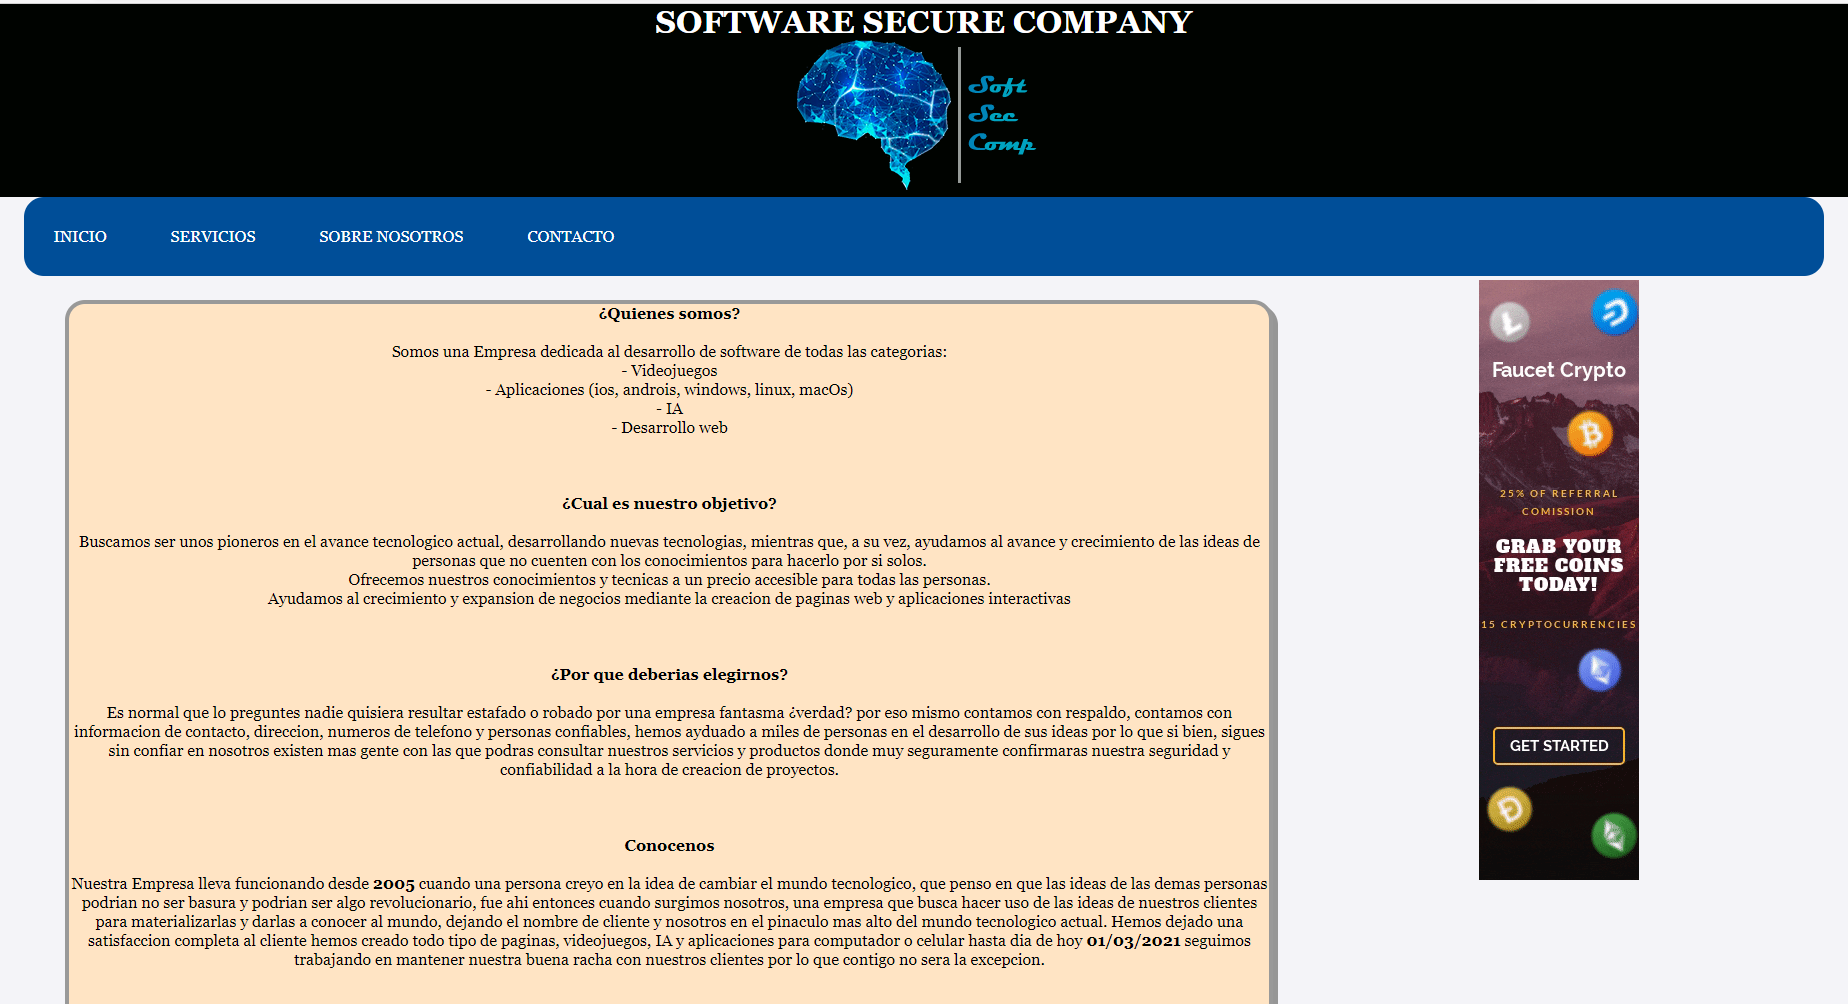 SOFTWARE SECURE COMPANY
Soft
Sec
Comp
INICIO SERVICIOS SOBRE NOSOTROS CONTACTO
¿Quienes somos?
Somos una Empresa dedicada al desarrollo de software de todas las categorias:
- Videojuegos
- Aplicaciones (ios, androis, windows, linux, macOs)
- IA
- Desarrollo web
¿Cual es nuestro objetivo?
Buscamos ser unos pioneros en el avance tecnologico actual, desarrollando nuevas tecnologias, mientras que, a su vez, ayudamos al avance y crecimiento de las ideas de
personas que no cuenten con los conocimientos para hacerlo por si solos.
Ofrecemos nuestros conocimientos y tecnicas a un precio accesible para todas las personas.
Ayudamos al crecimiento y expansion de negocios mediante la creacion de paginas web y aplicaciones interactivas
¿Por que deberias elegirnos?
Es normal que lo preguntes nadie quisiera resultar estafado o robado por una empresa fantasma ¿verdad? por eso mismo contamos con respaldo, contamos con
informacion de contacto, direccion, numeros de telefono y personas confiables, hemos ayduado a miles de personas en el desarrollo de sus ideas por lo que si bien, sigues
sin confiar en nosotros existen mas gente con las que podras consultar nuestros servicios y productos donde muy seguramente confirmaras nuestra seguridad y
confiabilidad a la hora de creacion de proyectos.
Conocenos
Nuestra Empresa lleva funcionando desde 2005 cuando una persona creyo en la idea de cambiar el mundo tecnologico, que penso en que las ideas de las demas personas
podrian no ser basura y podrian ser algo revolucionario, fue ahi entonces cuando surgimos nosotros, una empresa que busca hacer uso de las ideas de nuestros clientes
para materializarlas y darlas a conocer al mundo, dejando el nombre de cliente y nosotros en el pinaculo mas alto del mundo tecnologico actual. Hemos dejado una
satisfaccion completa al cliente hemos creado todo tipo de paginas, videojuegos, IA y aplicaciones para computador o celular hasta dia de hoy 01/03/2021 seguimos
trabajando en mantener nuestra buena racha con nuestros clientes por lo que contigo no sera la excepcion.
Faucet Crypto
25% OF REFERRAL
COMISSION
GRAB YOUR
FREE COINS
TODAY!
15 CRYPTOCURRENCIES
GET STARTED